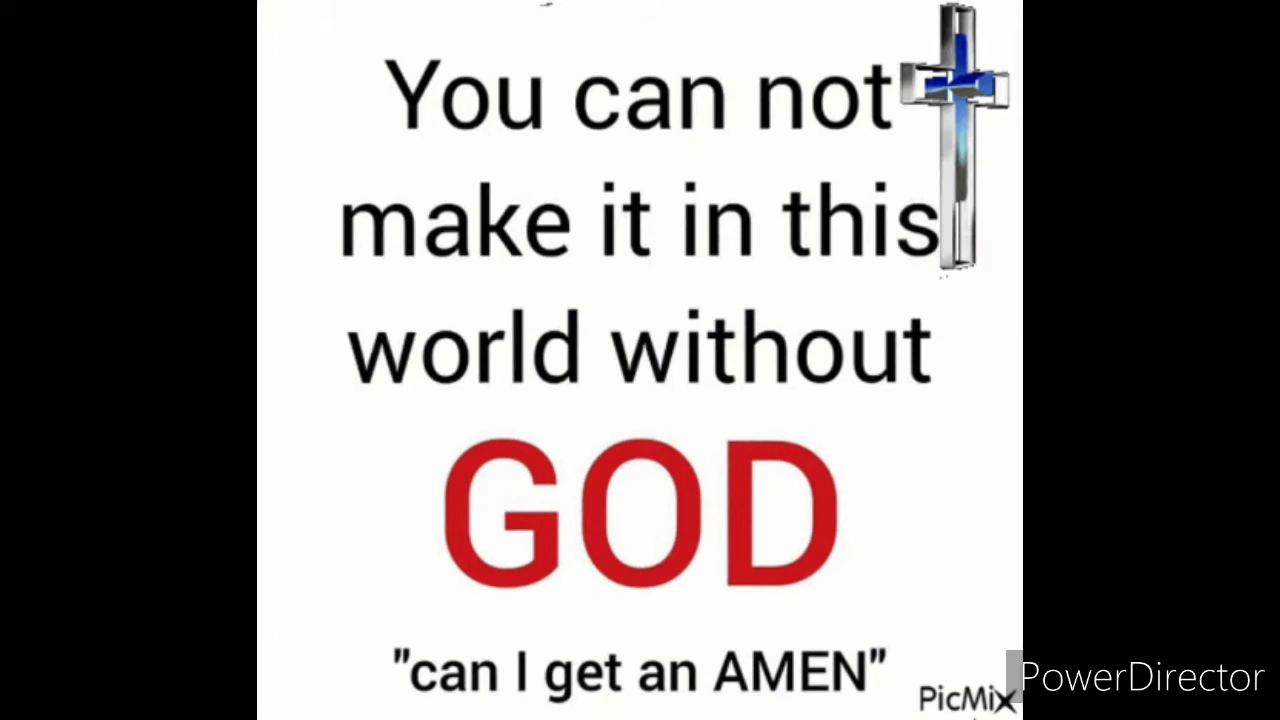 You can not
make it in this
world without
GOD
"can I get an AMEN"
PicMix
PowerDirector